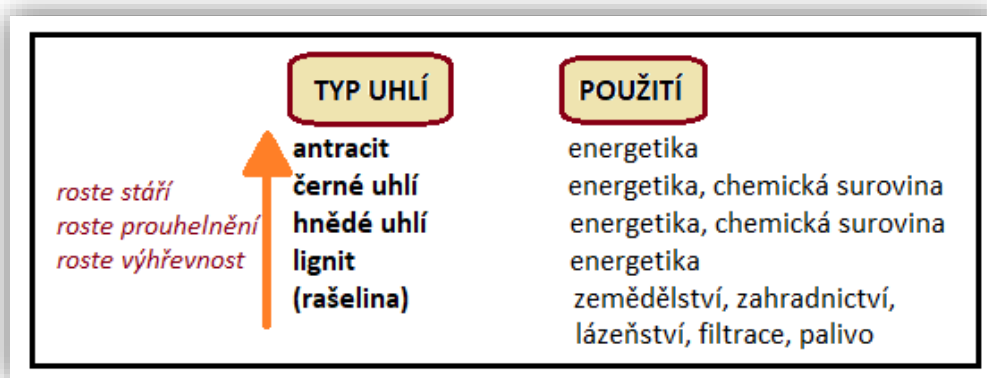 TYP UHLÍ POUŽITÍ
antracit energetika
roste stáří černé uhlí energetika, chemická surovina
roste prouhelnění hnědé uhlí energetika, chemická surovina
roste výhřevnost lignit energetika
(rašelina) zemědělství, zahradnictví,
lázeňství, filtrace, palivo